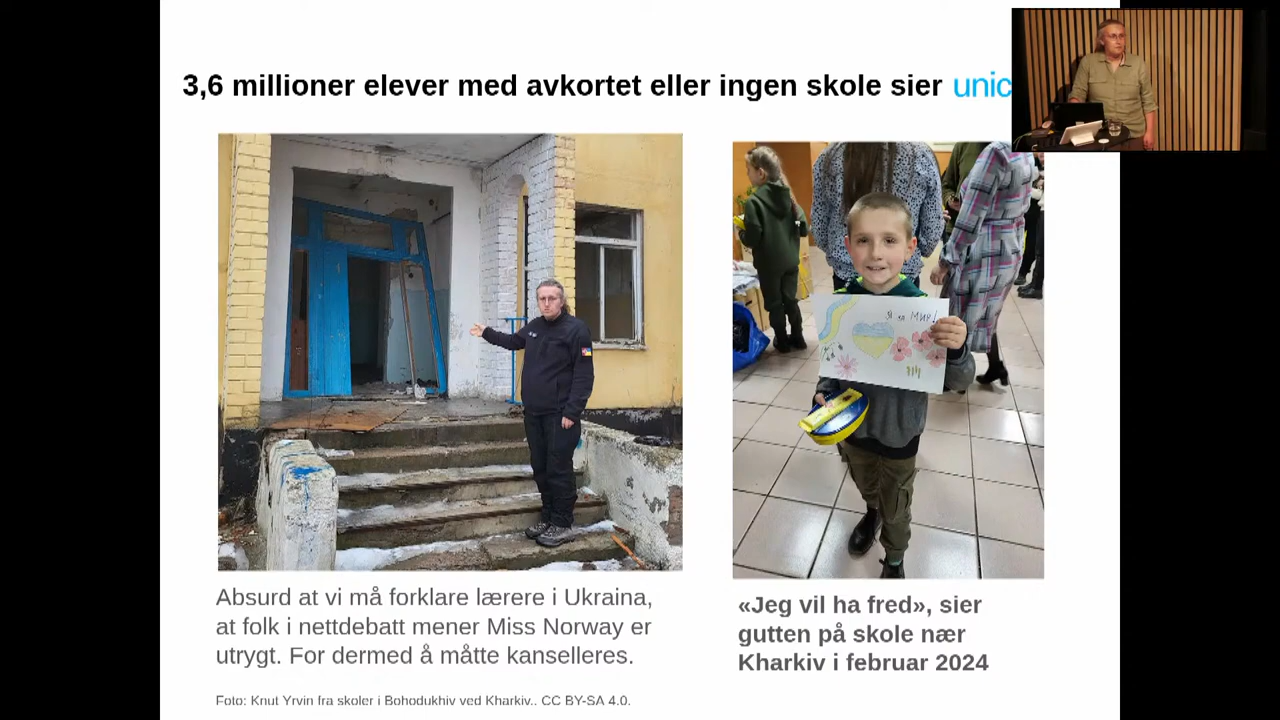 3,6 millioner elever med avkortet eller ingen skole sier unic
Я за МИР!
Absurd at vi må forklare lærere i Ukraina,
at folk i nettdebatt mener Miss Norway er
utrygt. For dermed å måtte kanselleres.
«Jeg vil ha fred», sier
gutten på skole nær
Kharkiv i februar 2024
Foto: Knut Yrvin fra skoler i Bohodukhiv ved Kharkiv.. CC BY-SA 4.0.